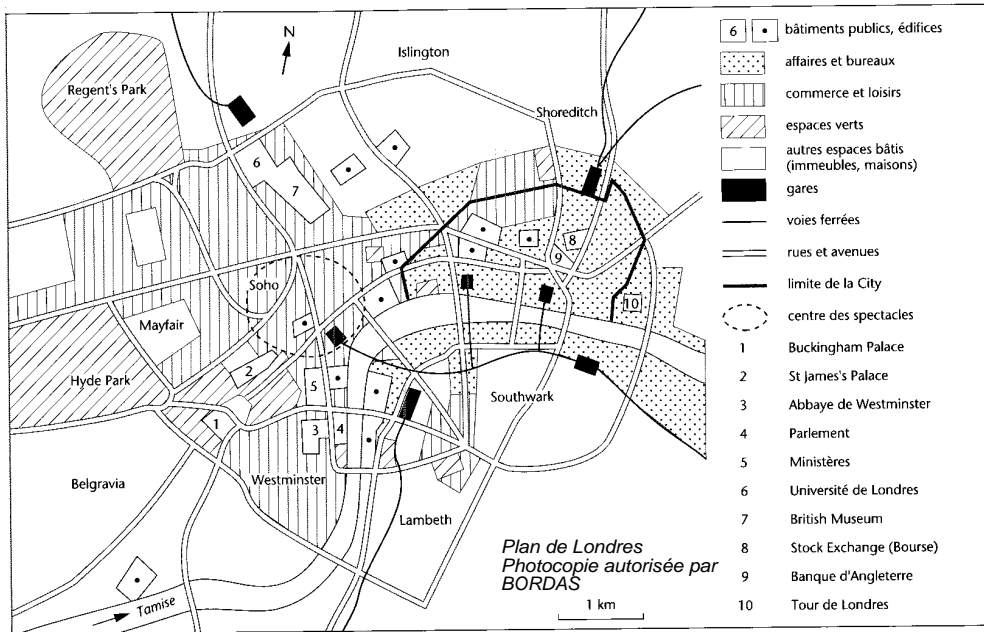 N
Islington
Regent's Park
Shoreditch
6
7
8
9
Soho
10
Mayfair
Hyde Park
2
5
Southwark
1
3
4
Belgravia
Westminster
Lambeth
Tamise
Plan de Londres
Photocopie autorisée par
BORDAS
1 km
6 bâtiments publics, édifices
affaires et bureaux
commerce et loisirs
espaces verts
autres espaces bâtis
(immeubles, maisons)
gares
voies ferrées
rues et avenues
limite de la City
centre des spectacles
1 Buckingham Palace
2 St James's Palace
3 Abbaye de Westminster
4 Parlement
5 Ministères
6 Université de Londres
7 British Museum
8 Stock Exchange (Bourse)
9 Banque d'Angleterre
10 Tour de Londres